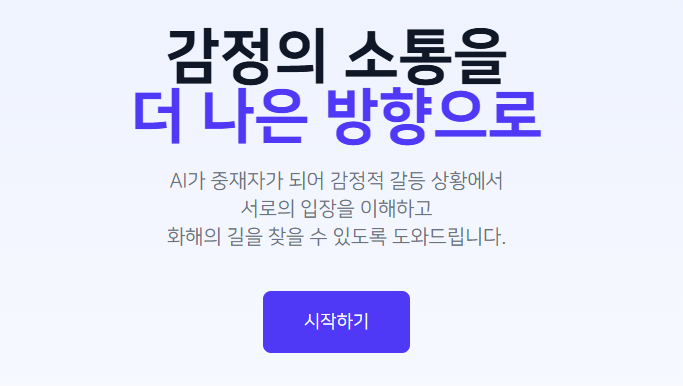 감정의 소통을
더 나은 방향으로
AI가 중재자가 되어 감정적 갈등 상황에서
서로의 입장을 이해하고
화해의 길을 찾을 수 있도록 도와드립니다.
시작하기